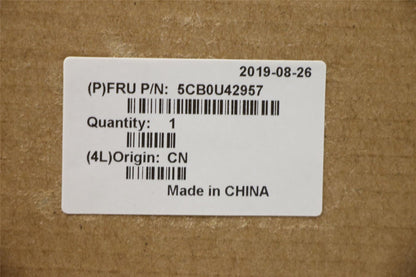 2019-08-26
(P)FRU P/N: 5CB0U42957
Quantity: 1
(4L)Origin: CN
Made in CHINA